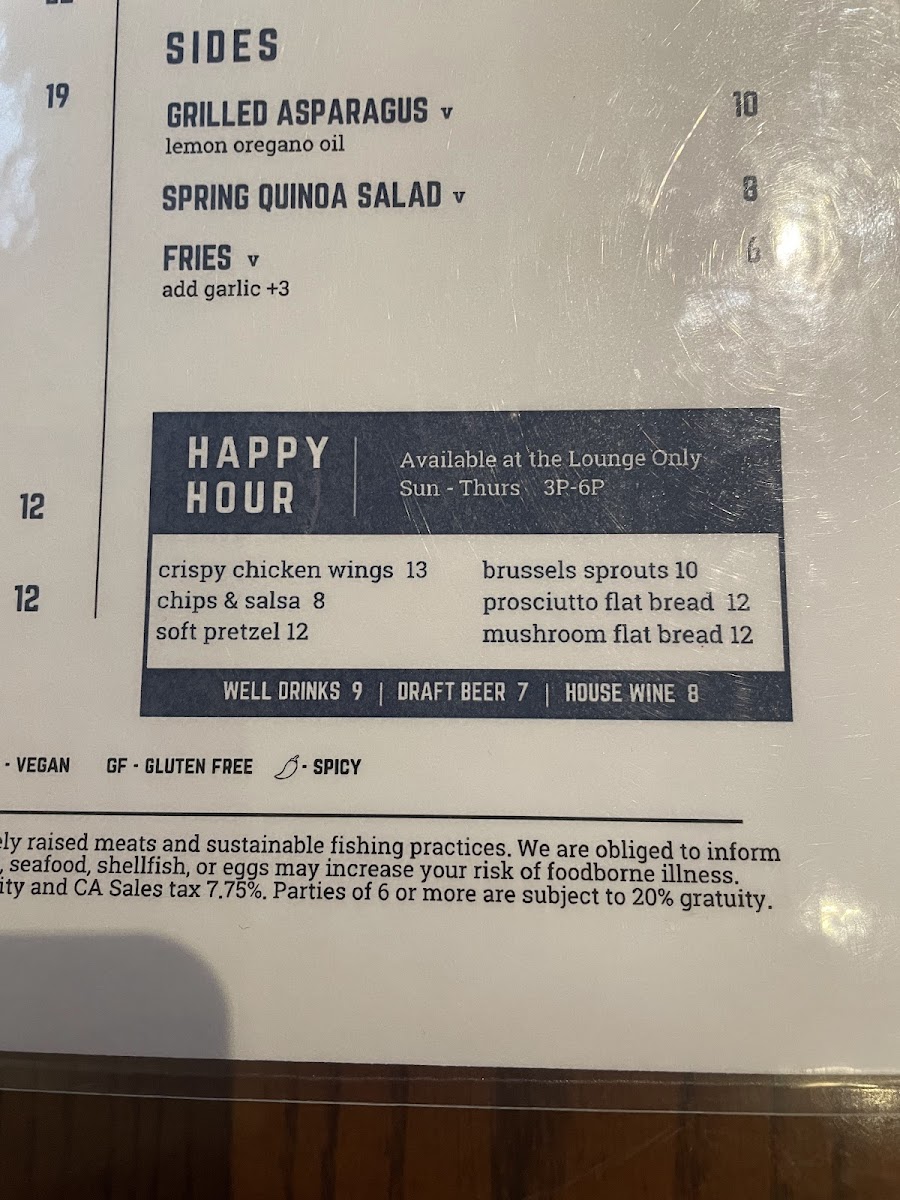 19
12
12
SIDES
GRILLED ASPARAGUS V 10
lemon oregano oil
SPRING QUINOA SALAD V 8
FRIES V 6
add garlic +3
HAPPY
HOUR
Available at the Lounge Only
Sun - Thurs 3P-6P
crispy chicken wings 13
chips & salsa 8
soft pretzel 12
brussels sprouts 10
prosciutto flat bread 12
mushroom flat bread 12
WELL DRINKS 9 | DRAFT BEER 7 | HOUSE WINE 8
- VEGAN GF - GLUTEN FREE - SPICY
raised meats and sustainable fishing practices. We are obliged to inform
, seafood, shellfish, or eggs may increase your risk of foodborne illness.
and CA Sales tax 7.75%. Parties of 6 or more are subject to 20% gratuity.